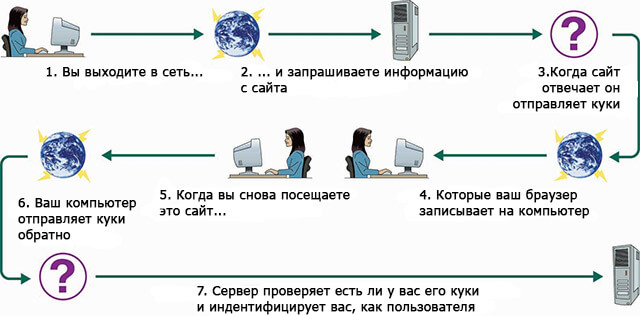 1. Вы выходите в сеть...
2. ... и запрашиваете информацию
с сайта
3.Когда сайт
отвечает он
отправляет куки
4. Которые ваш браузер
записывает на компьютер
5. Когда вы снова посещаете
это сайт...
6. Ваш компьютер
отправляет куки
обратно
7. Сервер проверяет есть ли у вас его куки
и индентифицирует вас, как пользователя